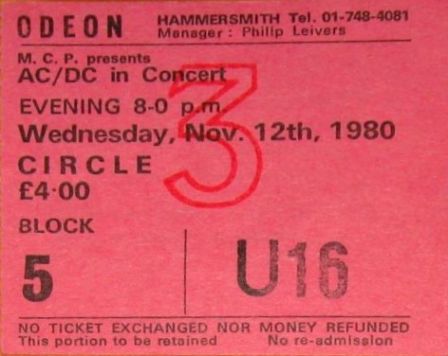 ODEON
HAMMERSMITH Tel. 01-748-4081
Manager : Philip Leivers
M. C. P. presents
AC/DC in Concert
EVENING 8-0 p.m.
Wednesday, Nov. 12th, 1980
3
CIRCLE
£4·00
BLOCK
5 U16
NO TICKET EXCHANGED NOR MONEY REFUNDED
This portion to be retained No re-admission